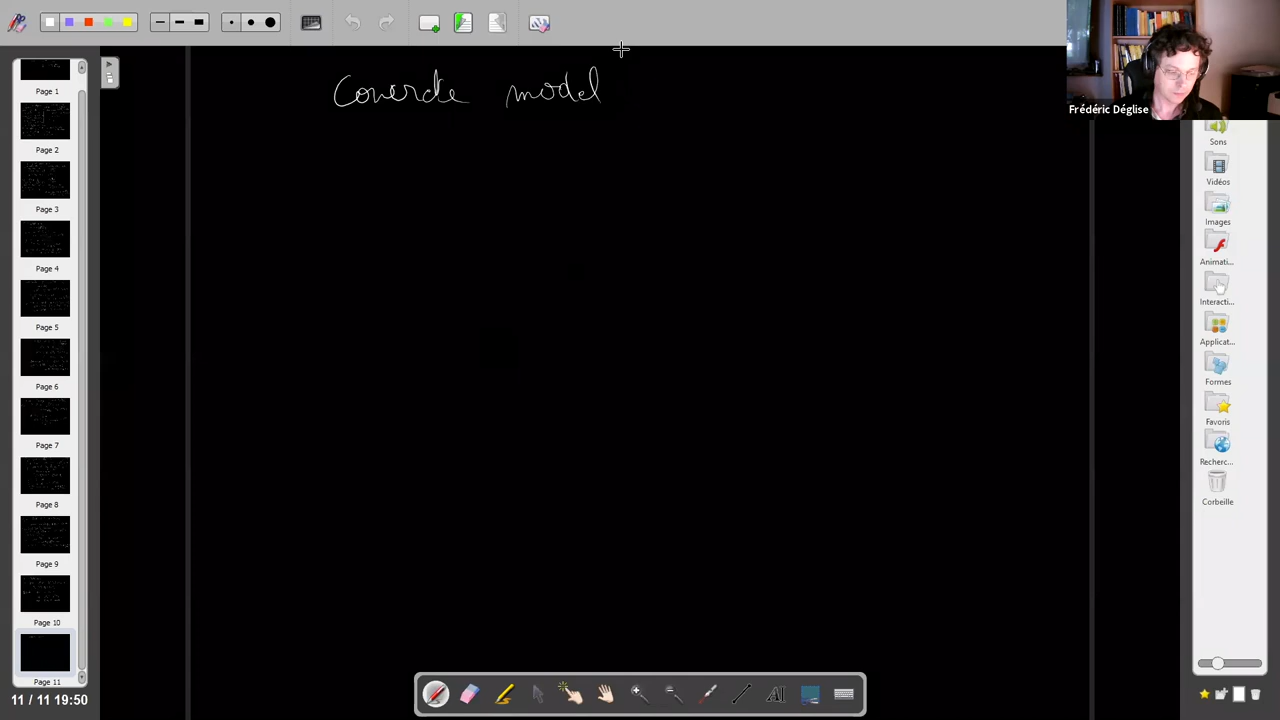 Frédéric Déglise
Concrete model
Page 1
Page 2
Page 3
Page 4
Page 5
Page 6
Page 7
Page 8
Page 9
Page 10
Page 11
11 / 11 19:50
Sons
Vidéos
Images
Animati...
Interacti...
Applicat...
Formes
Favoris
Recherc...
Corbeille
AI